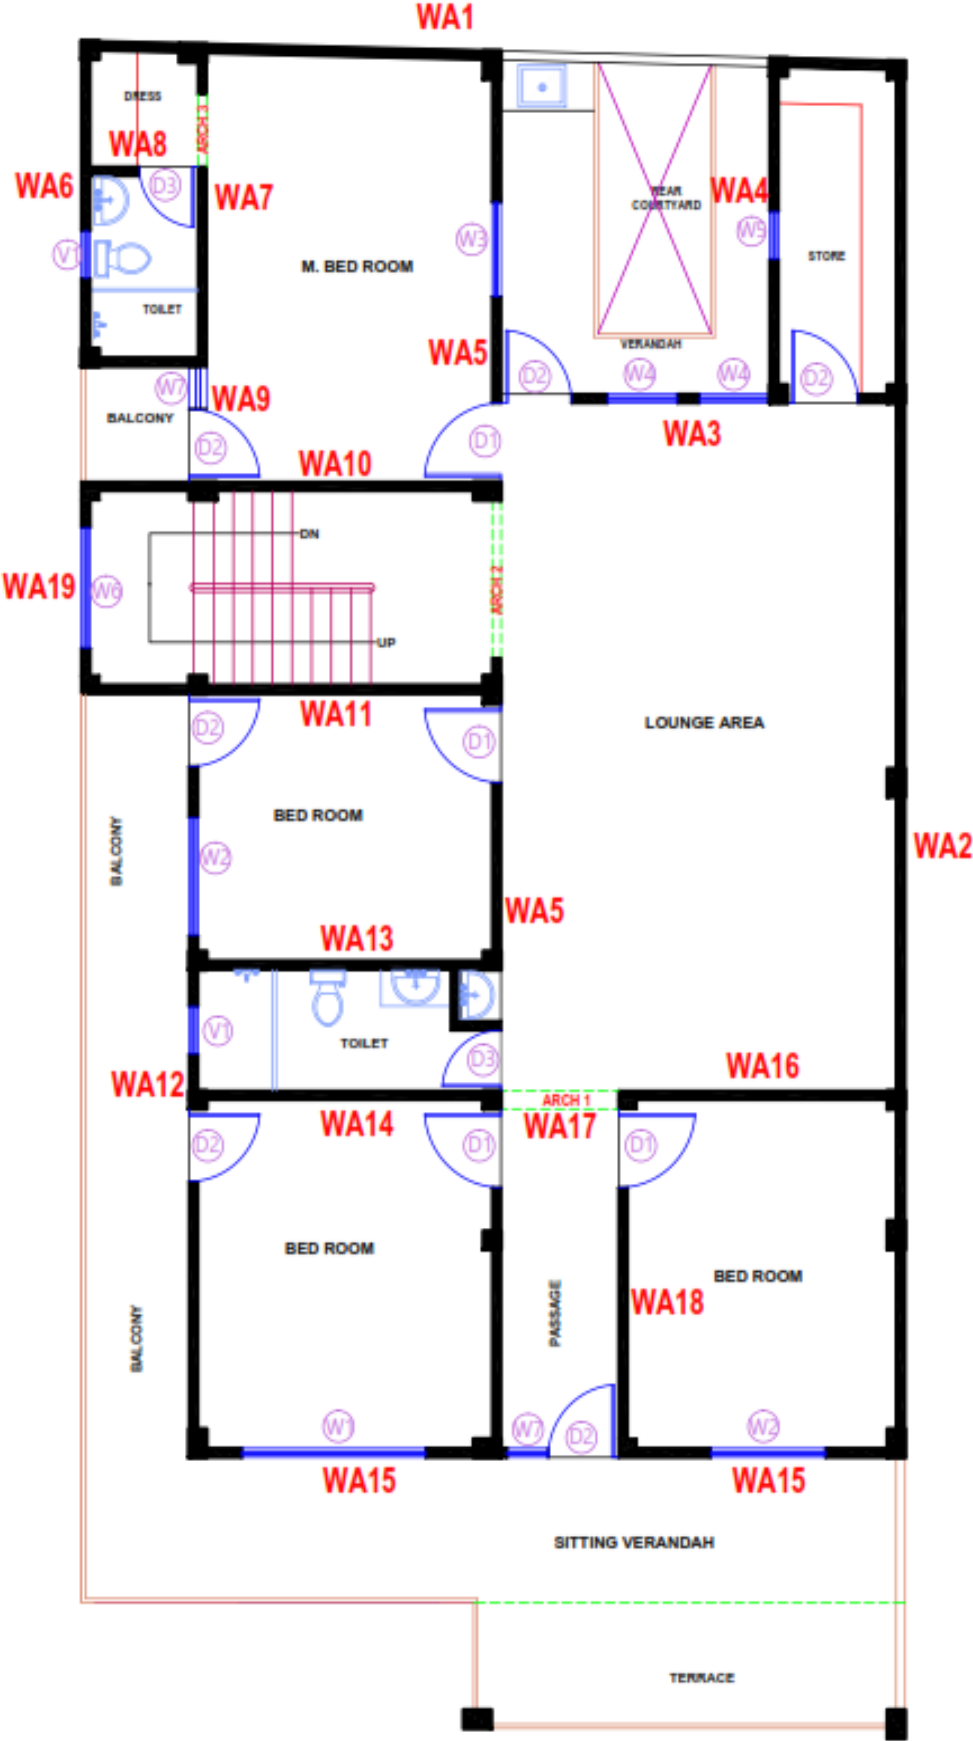 WA1
DRESS
WA8
ARCH 3
WA6
D3
WA7
WA4
REAR
COURTYARD
V1
W3
W5
M. BED ROOM
STORE
TOILET
WA5
VERANDAH
W7
WA9
D2
W4
W4
D2
BALCONY
D2
WA10
D1
WA3
DN
WA19
W6
ARCH 2
UP
WA11
D2
D1
LOUNGE AREA
BED ROOM
BALCONY
W2
WA2
WA5
WA13
V1
TOILET
D3
WA12
WA16
ARCH 1
WA14
WA17
D2
D1
D1
BED ROOM
BED ROOM
PASSAGE
WA18
BALCONY
W1
W7
D2
W2
WA15
WA15
SITTING VERANDAH
TERRACE